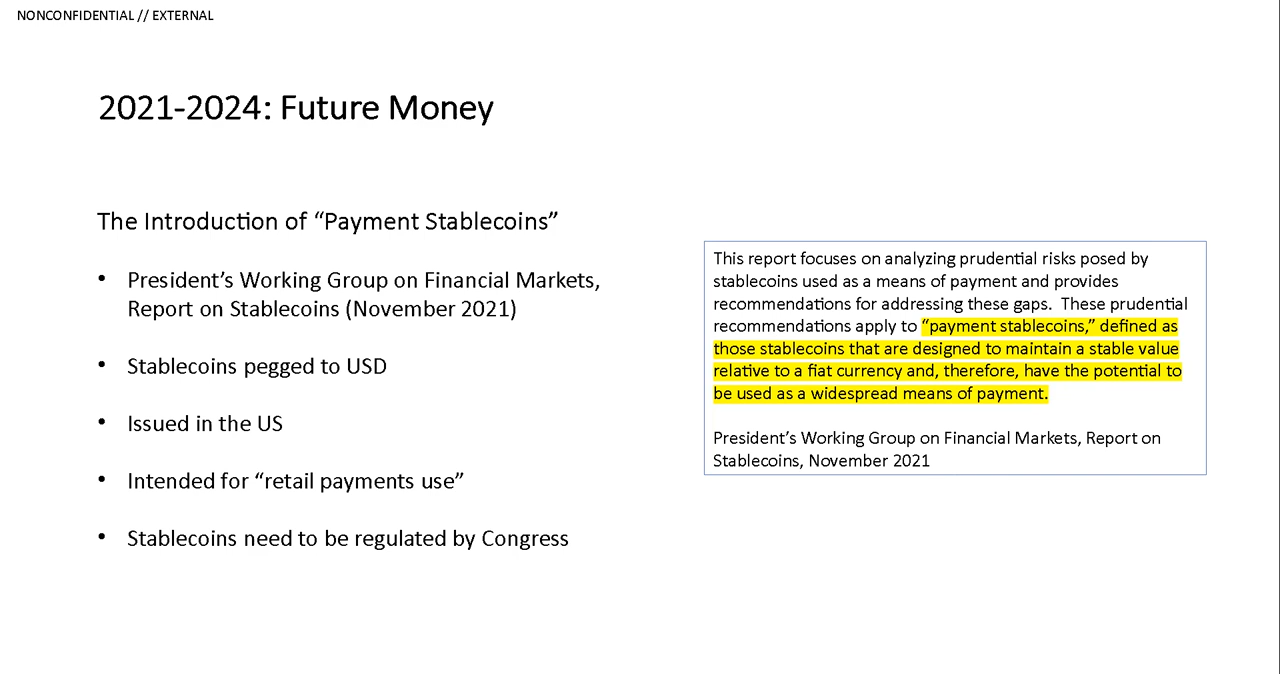 NONCONFIDENTIAL // EXTERNAL
2021-2024: Future Money
The Introduction of “Payment Stablecoins”
• President’s Working Group on Financial Markets,
Report on Stablecoins (November 2021)
• Stablecoins pegged to USD
• Issued in the US
• Intended for “retail payments use”
• Stablecoins need to be regulated by Congress
This report focuses on analyzing prudential risks posed by
stablecoins used as a means of payment and provides
recommendations for addressing these gaps. These prudential
recommendations apply to “payment stablecoins,” defined as
those stablecoins that are designed to maintain a stable value
relative to a fiat currency and, therefore, have the potential to
be used as a widespread means of payment.
President’s Working Group on Financial Markets, Report on
Stablecoins, November 2021